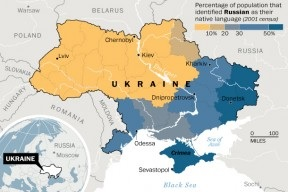 Percentage of population that
identified Russian as their
native language (2001 census)
10% 20 30 50%
BELARUS
RUSSIA
POLAND
Chernobyl
Lviv
Kiev
Kharkiv
UKRAINE
Dnipropetrovsk
Donetsk
HUNGARY
MOLDOVA
ROMANIA
Odessa
Sea of
Azov
Crimea
Sevastopol
Black Sea
0 100
MILES
RUSSIA
Moscow
UKRAINE